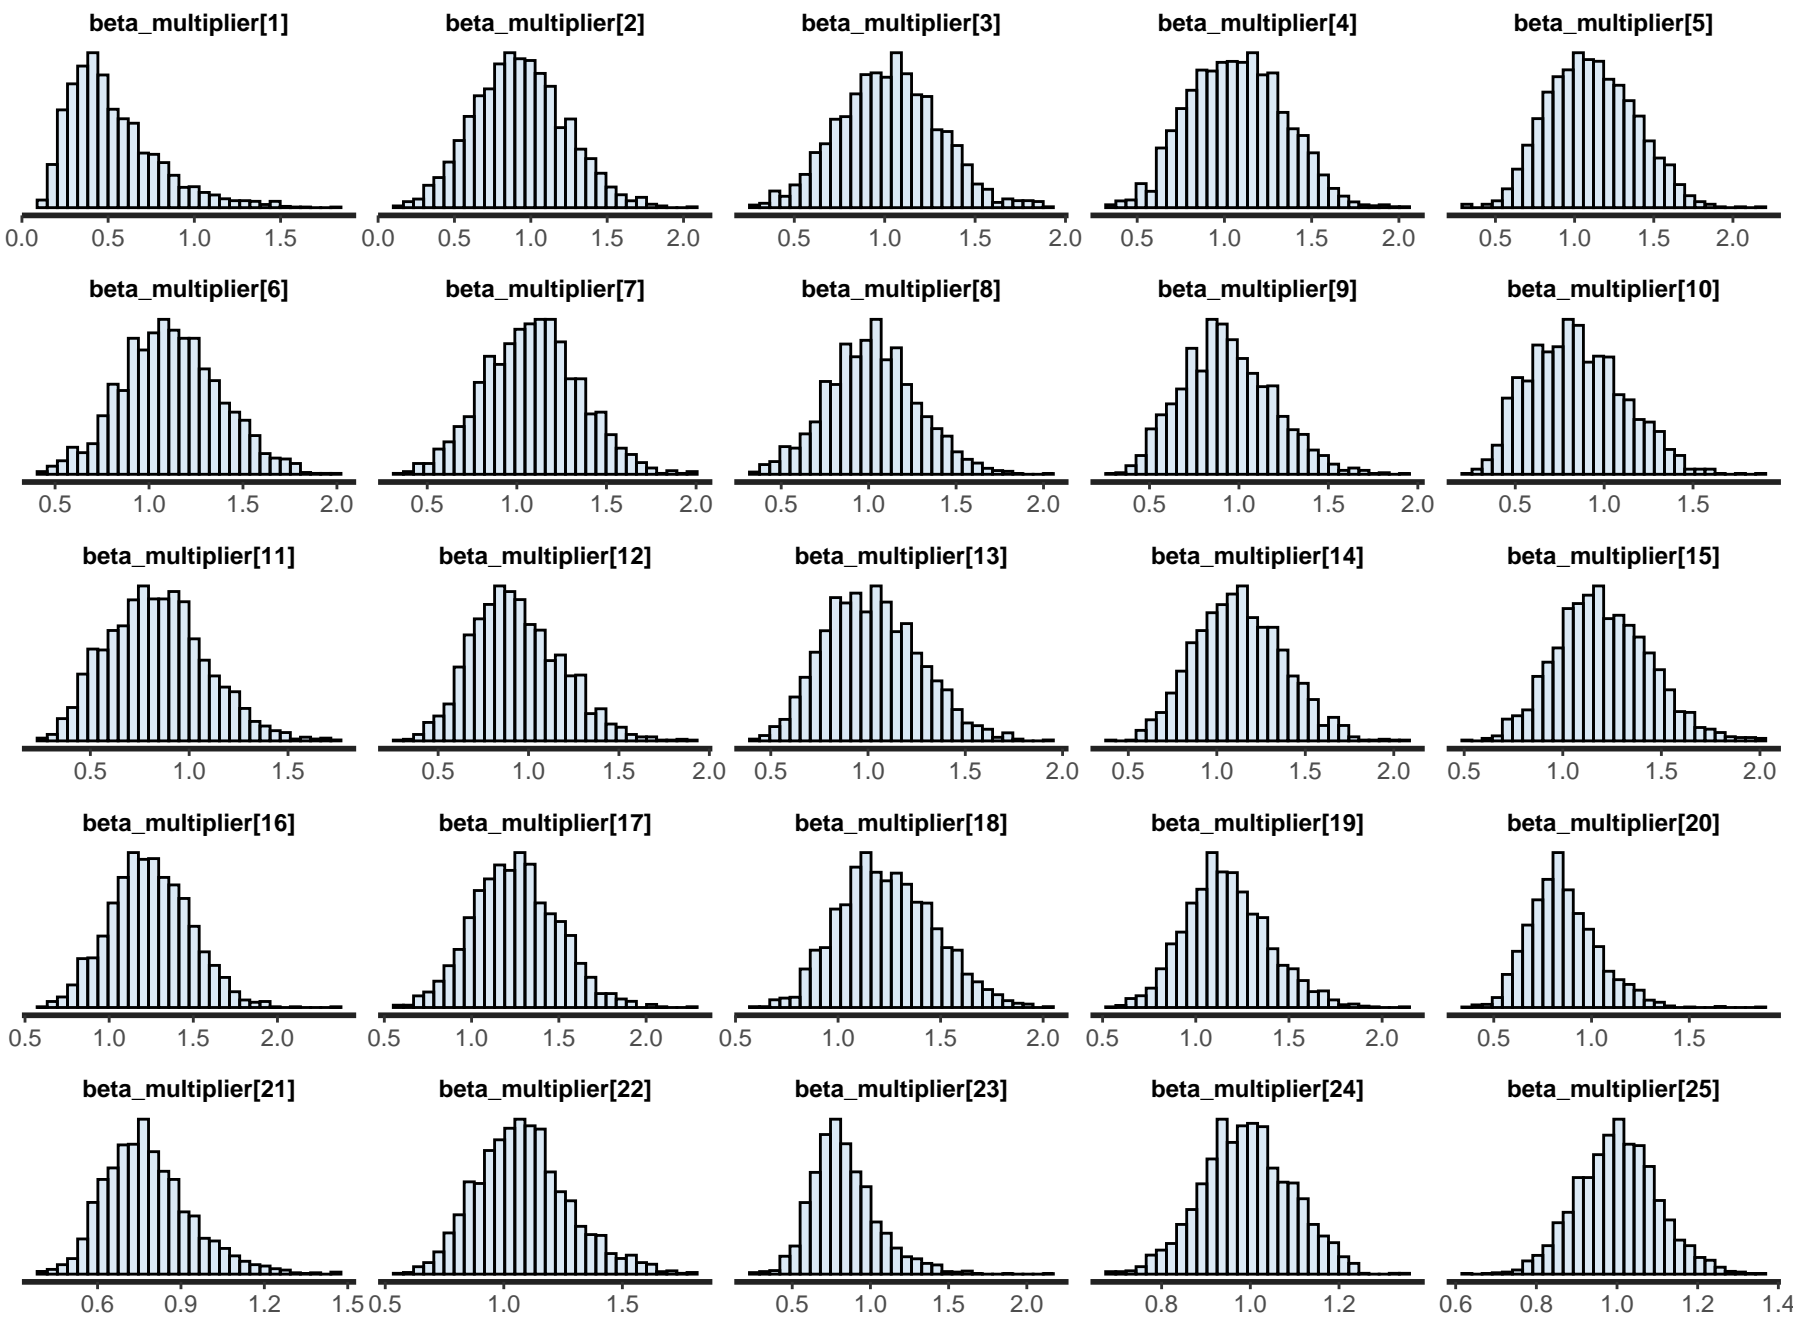 beta_multiplier[1] beta_multiplier[2] beta_multiplier[3] beta_multiplier[4] beta_multiplier[5]
0.0 0.5 1.0 1.5 0.0 0.5 1.0 1.5 2.0 0.5 1.0 1.5 2.0 0.5 1.0 1.5 2.0 0.5 1.0 1.5 2.0
beta_multiplier[6] beta_multiplier[7] beta_multiplier[8] beta_multiplier[9] beta_multiplier[10]
0.5 1.0 1.5 2.0 0.5 1.0 1.5 2.0 0.5 1.0 1.5 2.0 0.5 1.0 1.5 2.0 0.5 1.0 1.5
beta_multiplier[11] beta_multiplier[12] beta_multiplier[13] beta_multiplier[14] beta_multiplier[15]
0.5 1.0 1.5 0.5 1.0 1.5 2.0 0.5 1.0 1.5 2.0 0.5 1.0 1.5 2.0 0.5 1.0 1.5 2.0
beta_multiplier[16] beta_multiplier[17] beta_multiplier[18] beta_multiplier[19] beta_multiplier[20]
0.5 1.0 1.5 2.0 0.5 1.0 1.5 2.0 0.5 1.0 1.5 2.0 0.5 1.0 1.5 2.0 0.5 1.0 1.5
beta_multiplier[21] beta_multiplier[22] beta_multiplier[23] beta_multiplier[24] beta_multiplier[25]
0.6 0.9 1.2 1.5 0.5 1.0 1.5 0.5 1.0 1.5 2.0 0.8 1.0 1.2 0.6 0.8 1.0 1.2 1.4